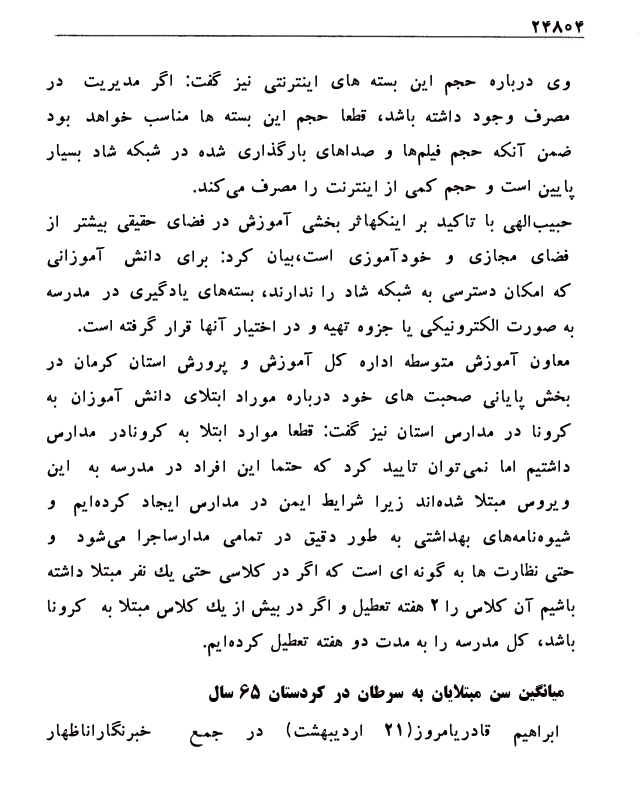 ۲۴۸۰۴
وی درباره حجم این بسته های اینترنتی نیز گفت: اگر مدیریت در
مصرف وجود داشته باشد، قطعا حجم این بسته ها مناسب خواهد بود
ضمن آنکه حجم فیلم‌ها و صداهای بارگذاری شده در شبکه شاد بسیار
پایین است و حجم کمی از اینترنت را مصرف می‌کند.
حبیب‌الهی با تاکید بر اینکهاثر بخشی آموزش در فضای حقیقی بیشتر از
فضای مجازی و خودآموزی است،بیان کرد: برای دانش آموزانی
که امکان دسترسی به شبکه شاد را ندارند، بسته‌های یادگیری در مدرسه
به صورت الکترونیکی یا جزوه تهیه و در اختیار آنها قرار گرفته است.
معاون آموزش متوسطه اداره کل آموزش و پرورش استان کرمان در
بخش پایانی صحبت های خود درباره موراد ابتلای دانش آموزان به
کرونا در مدارس استان نیز گفت: قطعا موارد ابتلا به کرونادر مدارس
داشتیم اما نمی‌توان تایید کرد که حتما این افراد در مدرسه به این
ویروس مبتلا شده‌اند زیرا شرایط ایمن در مدارس ایجاد کرده‌ایم و
شیوه‌نامه‌های بهداشتی به طور دقیق در تمامی مدارساجرا می‌شود و
حتی نظارت ها به گونه ای است که اگر در کلاسی حتی یك نفر مبتلا داشته
باشیم آن کلاس را ۲ هفته تعطیل و اگر در بیش از یك کلاس مبتلا به کرونا
باشد، کل مدرسه را به مدت دو هفته تعطیل کرده‌ایم.
میانگین سن مبتلایان به سرطان در کردستان ۶۵ سال
ابراهیم قادریامروز(۲۱ اردیبهشت) در جمع خبرنگاراناظهار